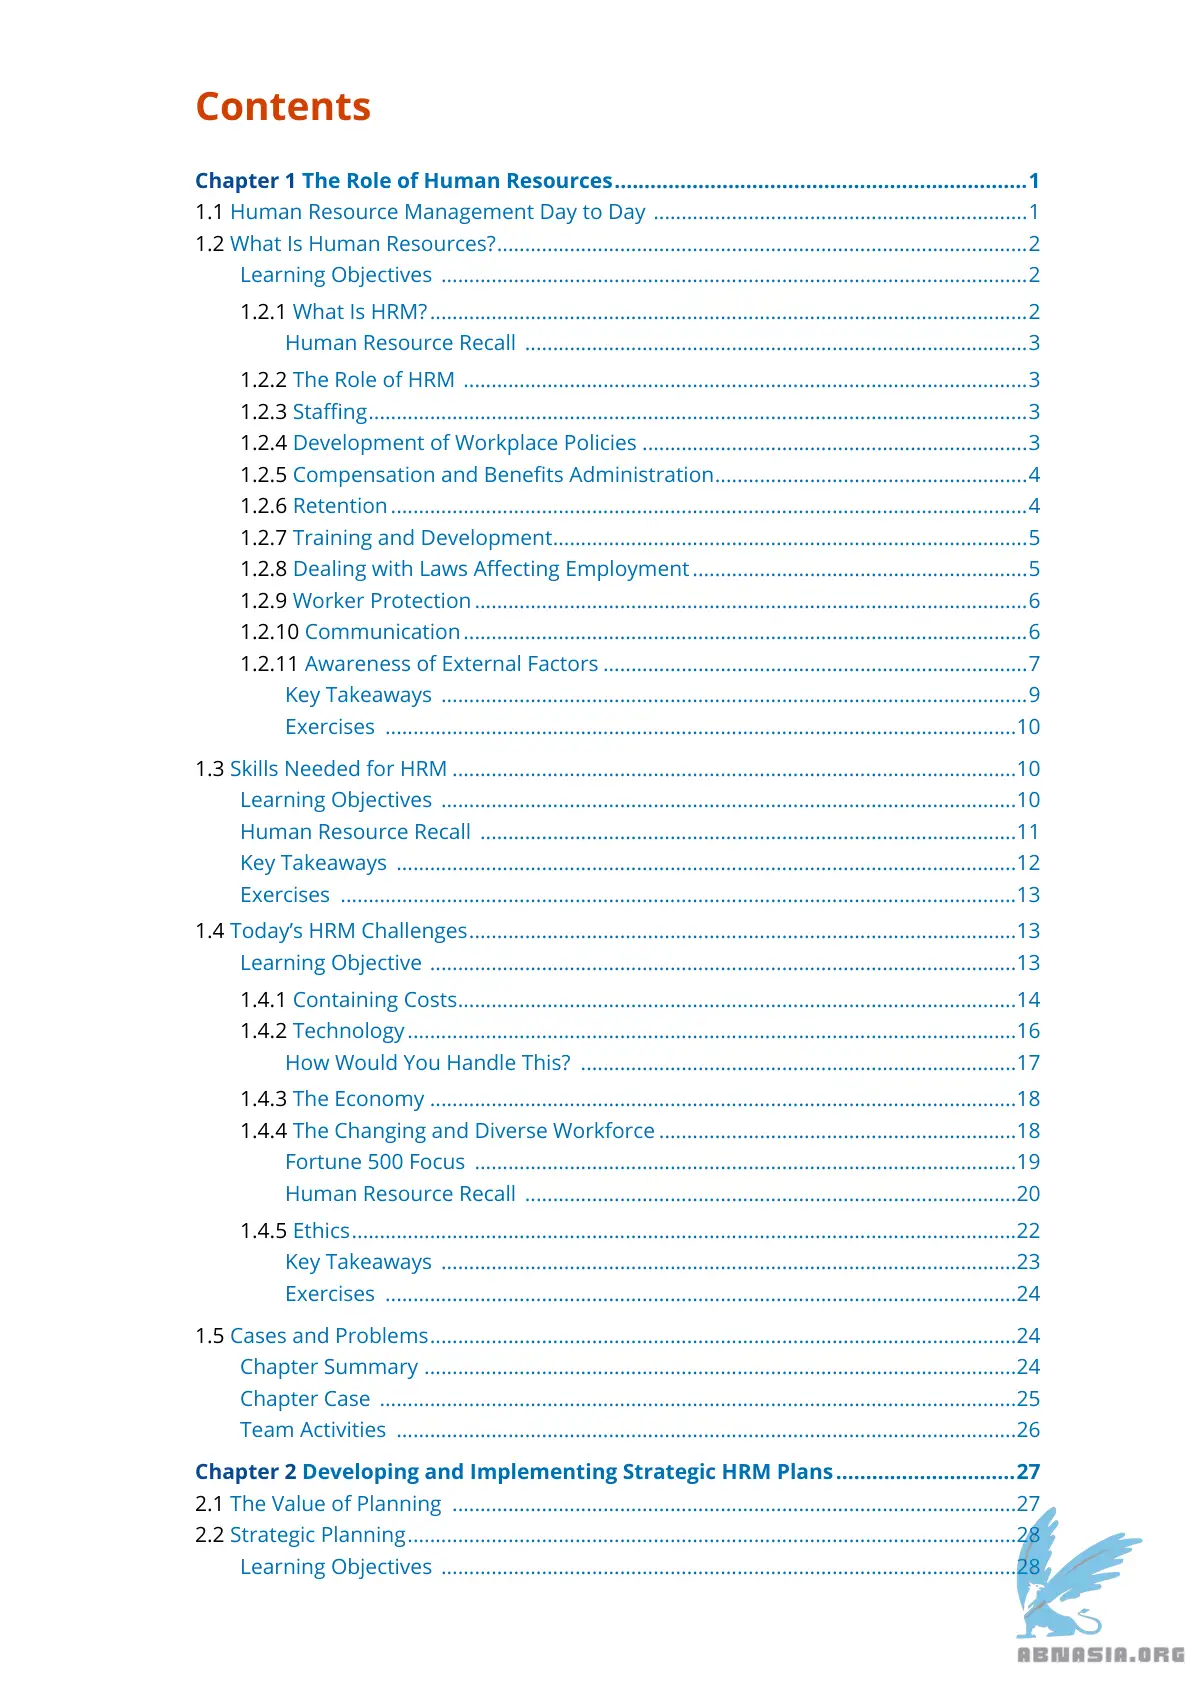 Contents
Chapter 1 The Role of Human Resources.....................................................................1
1.1 Human Resource Management Day to Day ...................................................................1
1.2 What Is Human Resources?...............................................................................................2
Learning Objectives .........................................................................................................2
1.2.1 What Is HRM?...........................................................................................................2
Human Resource Recall ..........................................................................................3
1.2.2 The Role of HRM .....................................................................................................3
1.2.3 Staffing......................................................................................................................3
1.2.4 Development of Workplace Policies .....................................................................3
1.2.5 Compensation and Benefits Administration........................................................4
1.2.6 Retention..................................................................................................................4
1.2.7 Training and Development.....................................................................................5
1.2.8 Dealing with Laws Affecting Employment............................................................5
1.2.9 Worker Protection...................................................................................................6
1.2.10 Communication.....................................................................................................6
1.2.11 Awareness of External Factors ............................................................................7
Key Takeaways .........................................................................................................9
Exercises .................................................................................................................10
1.3 Skills Needed for HRM .....................................................................................................10
Learning Objectives .......................................................................................................10
Human Resource Recall ................................................................................................11
Key Takeaways ...............................................................................................................12
Exercises .........................................................................................................................13
1.4 Today’s HRM Challenges..................................................................................................13
Learning Objective .........................................................................................................13
1.4.1 Containing Costs....................................................................................................14
1.4.2 Technology.............................................................................................................16
How Would You Handle This? ..............................................................................17
1.4.3 The Economy .........................................................................................................18
1.4.4 The Changing and Diverse Workforce ................................................................18
Fortune 500 Focus .................................................................................................19
Human Resource Recall ........................................................................................20
1.4.5 Ethics.......................................................................................................................22
Key Takeaways .......................................................................................................23
Exercises .................................................................................................................24
1.5 Cases and Problems.........................................................................................................24
Chapter Summary ..........................................................................................................24
Chapter Case ..................................................................................................................25
Team Activities ...............................................................................................................26
Chapter 2 Developing and Implementing Strategic HRM Plans..............................27
2.1 The Value of Planning .....................................................................................................27
2.2 Strategic Planning.............................................................................................................28
Learning Objectives .......................................................................................................28
ABNASIA.ORG